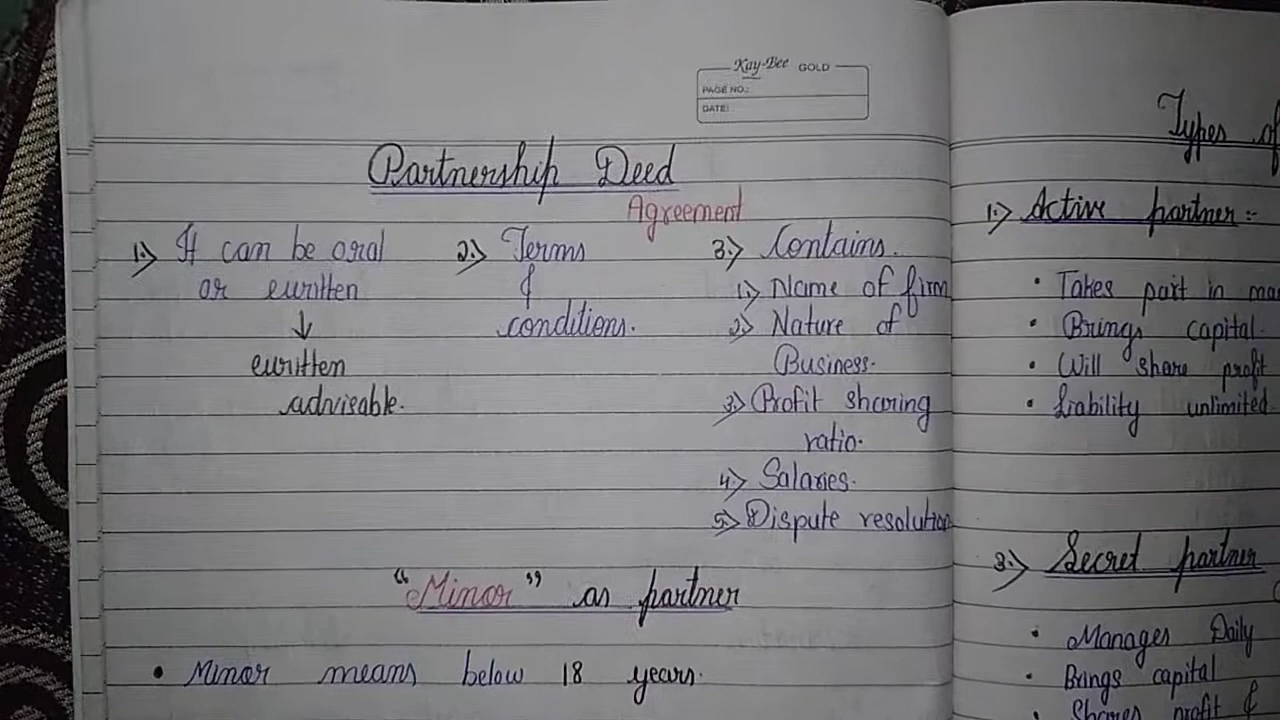 Kay-Bee GOLD
PAGE NO.:
DATE:
Partnership Deed
Agreement
1.> It can be oral
or written
↓
written
advisable.
2.> Terms
&
conditions.
3.> Contains.
1> Name of firm
2> Nature of
Business.
3> Profit sharing
ratio.
4> Salaries.
5> Dispute resolution
"Minor" as partner
• Minor means below 18 years.
Types of
1.> Active partner :-
• Takes part in
• Brings capital.
• Will share profit
• Liability unlimited.
3.> Secret partner
• Manages Daily
• Brings capital
• Shares profit &